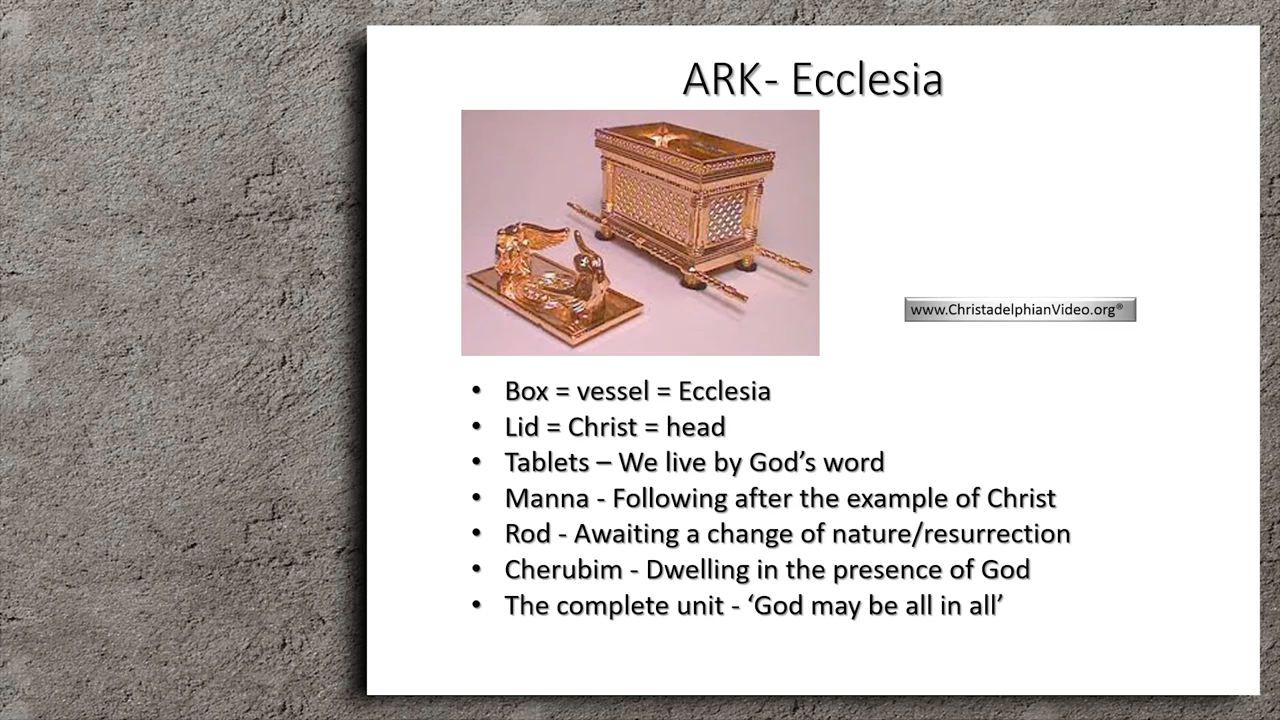 ARK- Ecclesia
www.ChristadelphianVideo.org®
• Box = vessel = Ecclesia
• Lid = Christ = head
• Tablets – We live by God’s word
• Manna - Following after the example of Christ
• Rod - Awaiting a change of nature/resurrection
• Cherubim - Dwelling in the presence of God
• The complete unit - ‘God may be all in all’